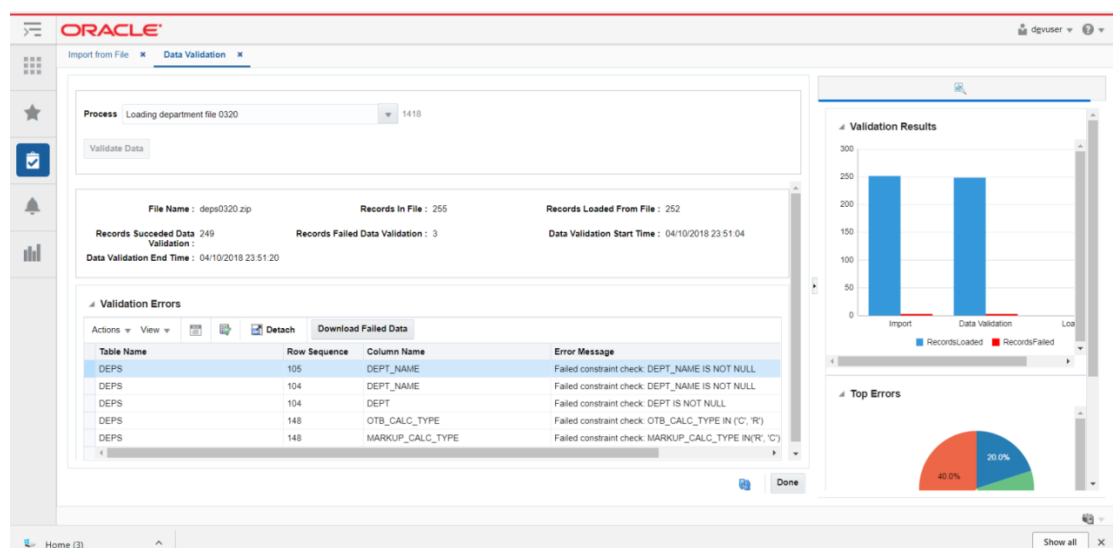 ORACLE®
devuser
Import from File
Data Validation
Process Loading department file 0320 1418
Validate Data
File Name : deps0320.zip Records In File : 255 Records Loaded From File : 252
Records Succeded Data Validation : 249 Records Failed Data Validation : 3 Data Validation Start Time : 04/10/2018 23:51:04
Data Validation End Time : 04/10/2018 23:51:20
Validation Errors
Actions View Detach Download Failed Data
Table Name Row Sequence Column Name Error Message
DEPS 105 DEPT_NAME Failed constraint check: DEPT_NAME IS NOT NULL
DEPS 104 DEPT_NAME Failed constraint check: DEPT_NAME IS NOT NULL
DEPS 104 DEPT Failed constraint check: DEPT IS NOT NULL
DEPS 148 OTB_CALC_TYPE Failed constraint check: OTB_CALC_TYPE IN ('C', 'R')
DEPS 148 MARKUP_CALC_TYPE Failed constraint check: MARKUP_CALC_TYPE IN('R', 'C')
Done
Validation Results
300
250
200
150
100
50
0
Import Data Validation Loa
RecordsLoaded RecordsFailed
Top Errors
40.0% 20.0%
Home (3)
Show all